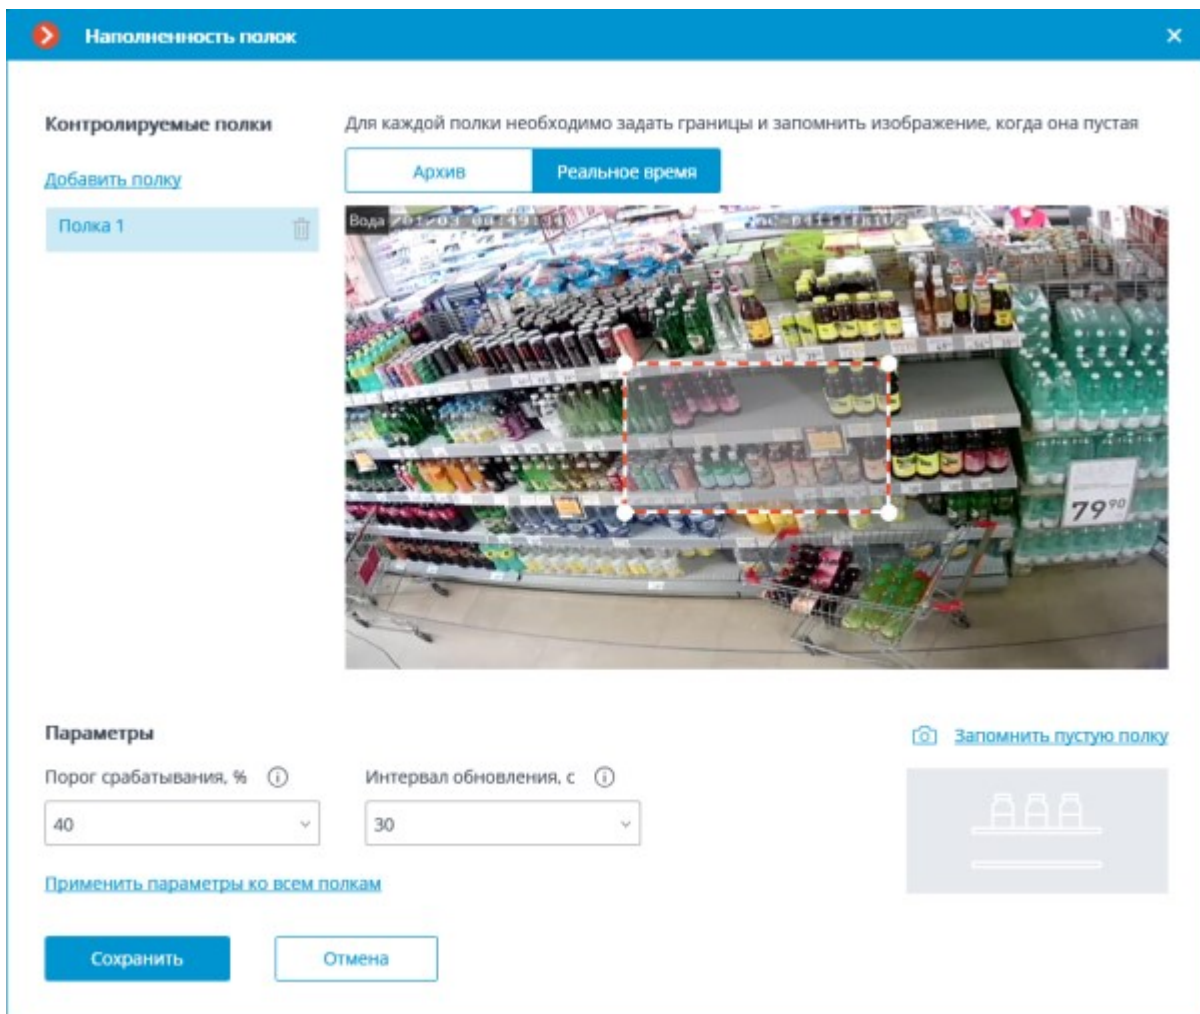 Наполненность полок
Контролируемые полки
Для каждой полки необходимо задать границы и запомнить изображение, когда она пустая
Добавить полку
Архив
Реальное время
Полка 1
Вода
79⁹⁰
Параметры
Запомнить пустую полку
Порог срабатывания, %
Интервал обновления, с
40
30
Применить параметры ко всем полкам
Сохранить
Отмена